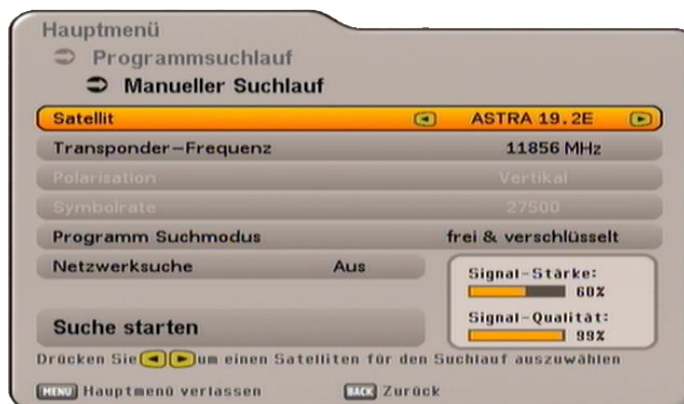 Hauptmenü
Programmsuchlauf
Manueller Suchlauf
Satellit ASTRA 19.2E
Transponder-Frequenz 11856 MHz
Polarisation Vertikal
Symbolrate 27500
Programm Suchmodus frei & verschlüsselt
Netzwerksuche Aus
Signal-Stärke:
60%
Signal-Qualität:
99%
Suche starten
Drücken Sie um einen Satelliten für den Suchlauf auszuwählen
MENU Hauptmenü verlassen BACK Zurück